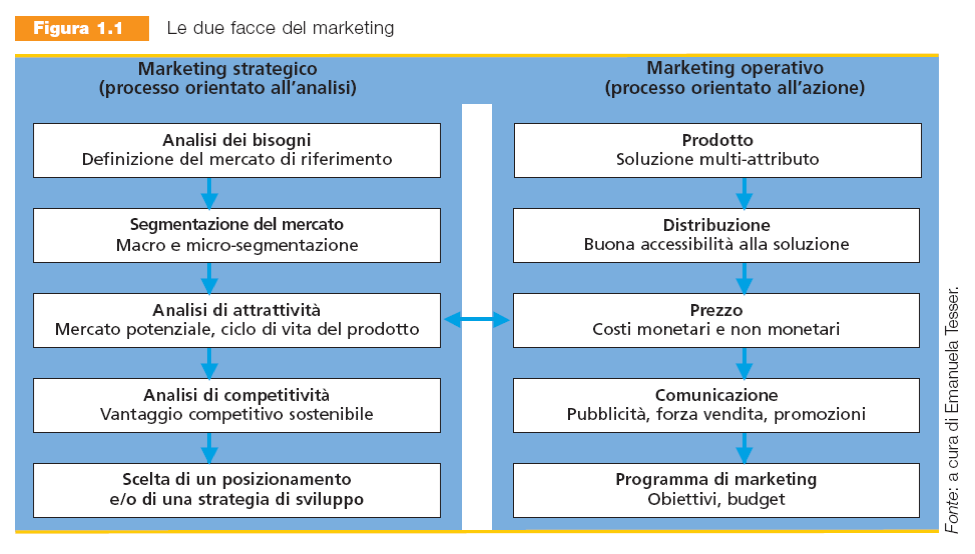 Figura 1.1
Le due facce del marketing
Marketing strategico
(processo orientato all'analisi)
Analisi dei bisogni
Definizione del mercato di riferimento
Segmentazione del mercato
Macro e micro-segmentazione
Analisi di attrattività
Mercato potenziale, ciclo di vita del prodotto
Analisi di competitività
Vantaggio competitivo sostenibile
Scelta di un posizionamento
e/o di una strategia di sviluppo
Marketing operativo
(processo orientato all'azione)
Prodotto
Soluzione multi-attributo
Distribuzione
Buona accessibilità alla soluzione
Prezzo
Costi monetari e non monetari
Comunicazione
Pubblicità, forza vendita, promozioni
Programma di marketing
Obiettivi, budget
Fonte: a cura di Emanuela Tesser.